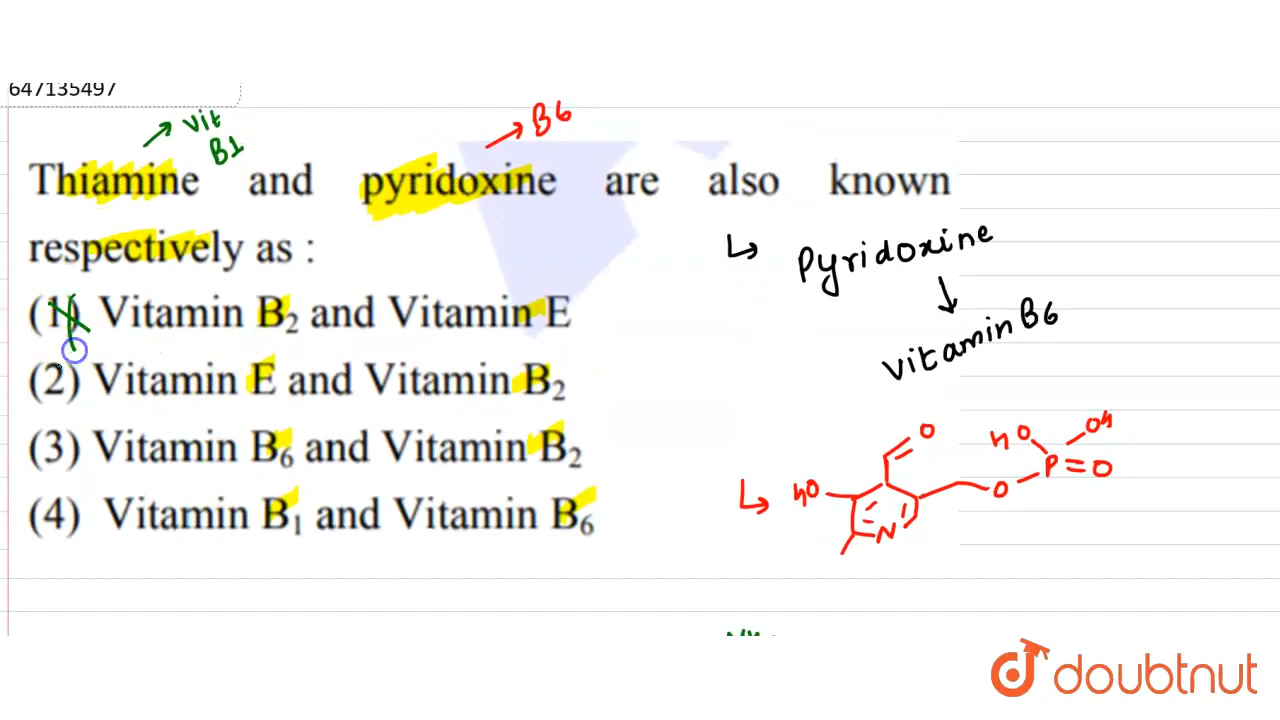 647135497
→ vit
B1
→ B6
Thiamine and pyridoxine are also known
respectively as :
(1) Vitamin B₂ and Vitamin E
(2) Vitamin E and Vitamin B₂
(3) Vitamin B₆ and Vitamin B₂
(4) Vitamin B₁ and Vitamin B₆
↳ Pyridoxine
↓
vitamin B6
↳ HO
O
N
O
HO
OH
P=O
doubtnut